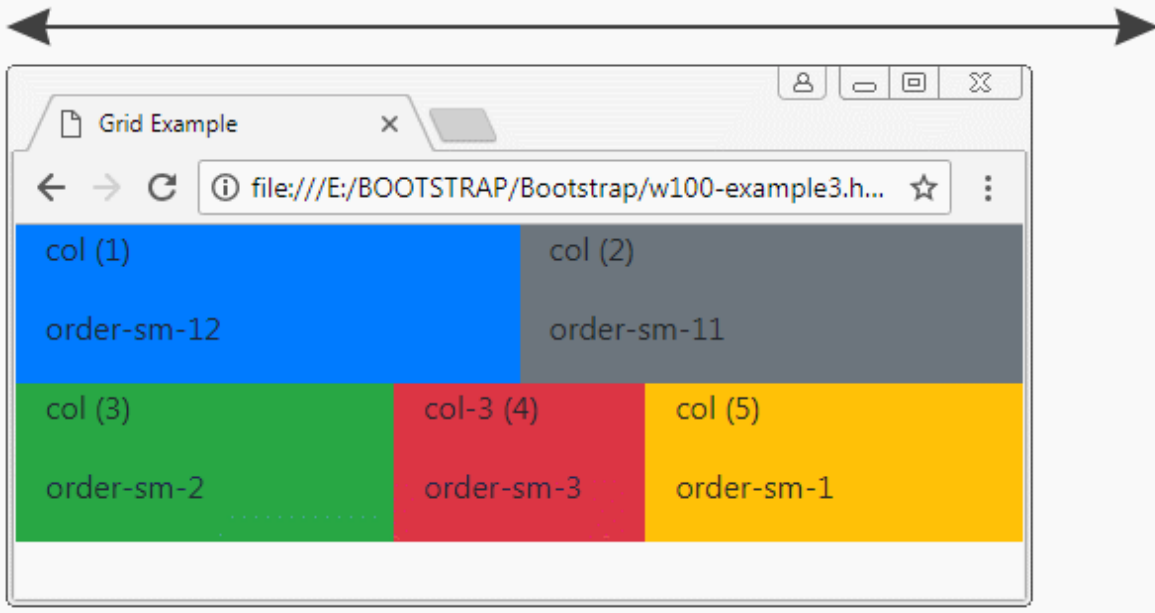 Grid Example
file:///E:/BOOTSTRAP/Bootstrap/w100-example3.h...
col (1)
col (2)
order-sm-12
order-sm-11
col (3)
col-3 (4)
col (5)
order-sm-2
order-sm-3
order-sm-1